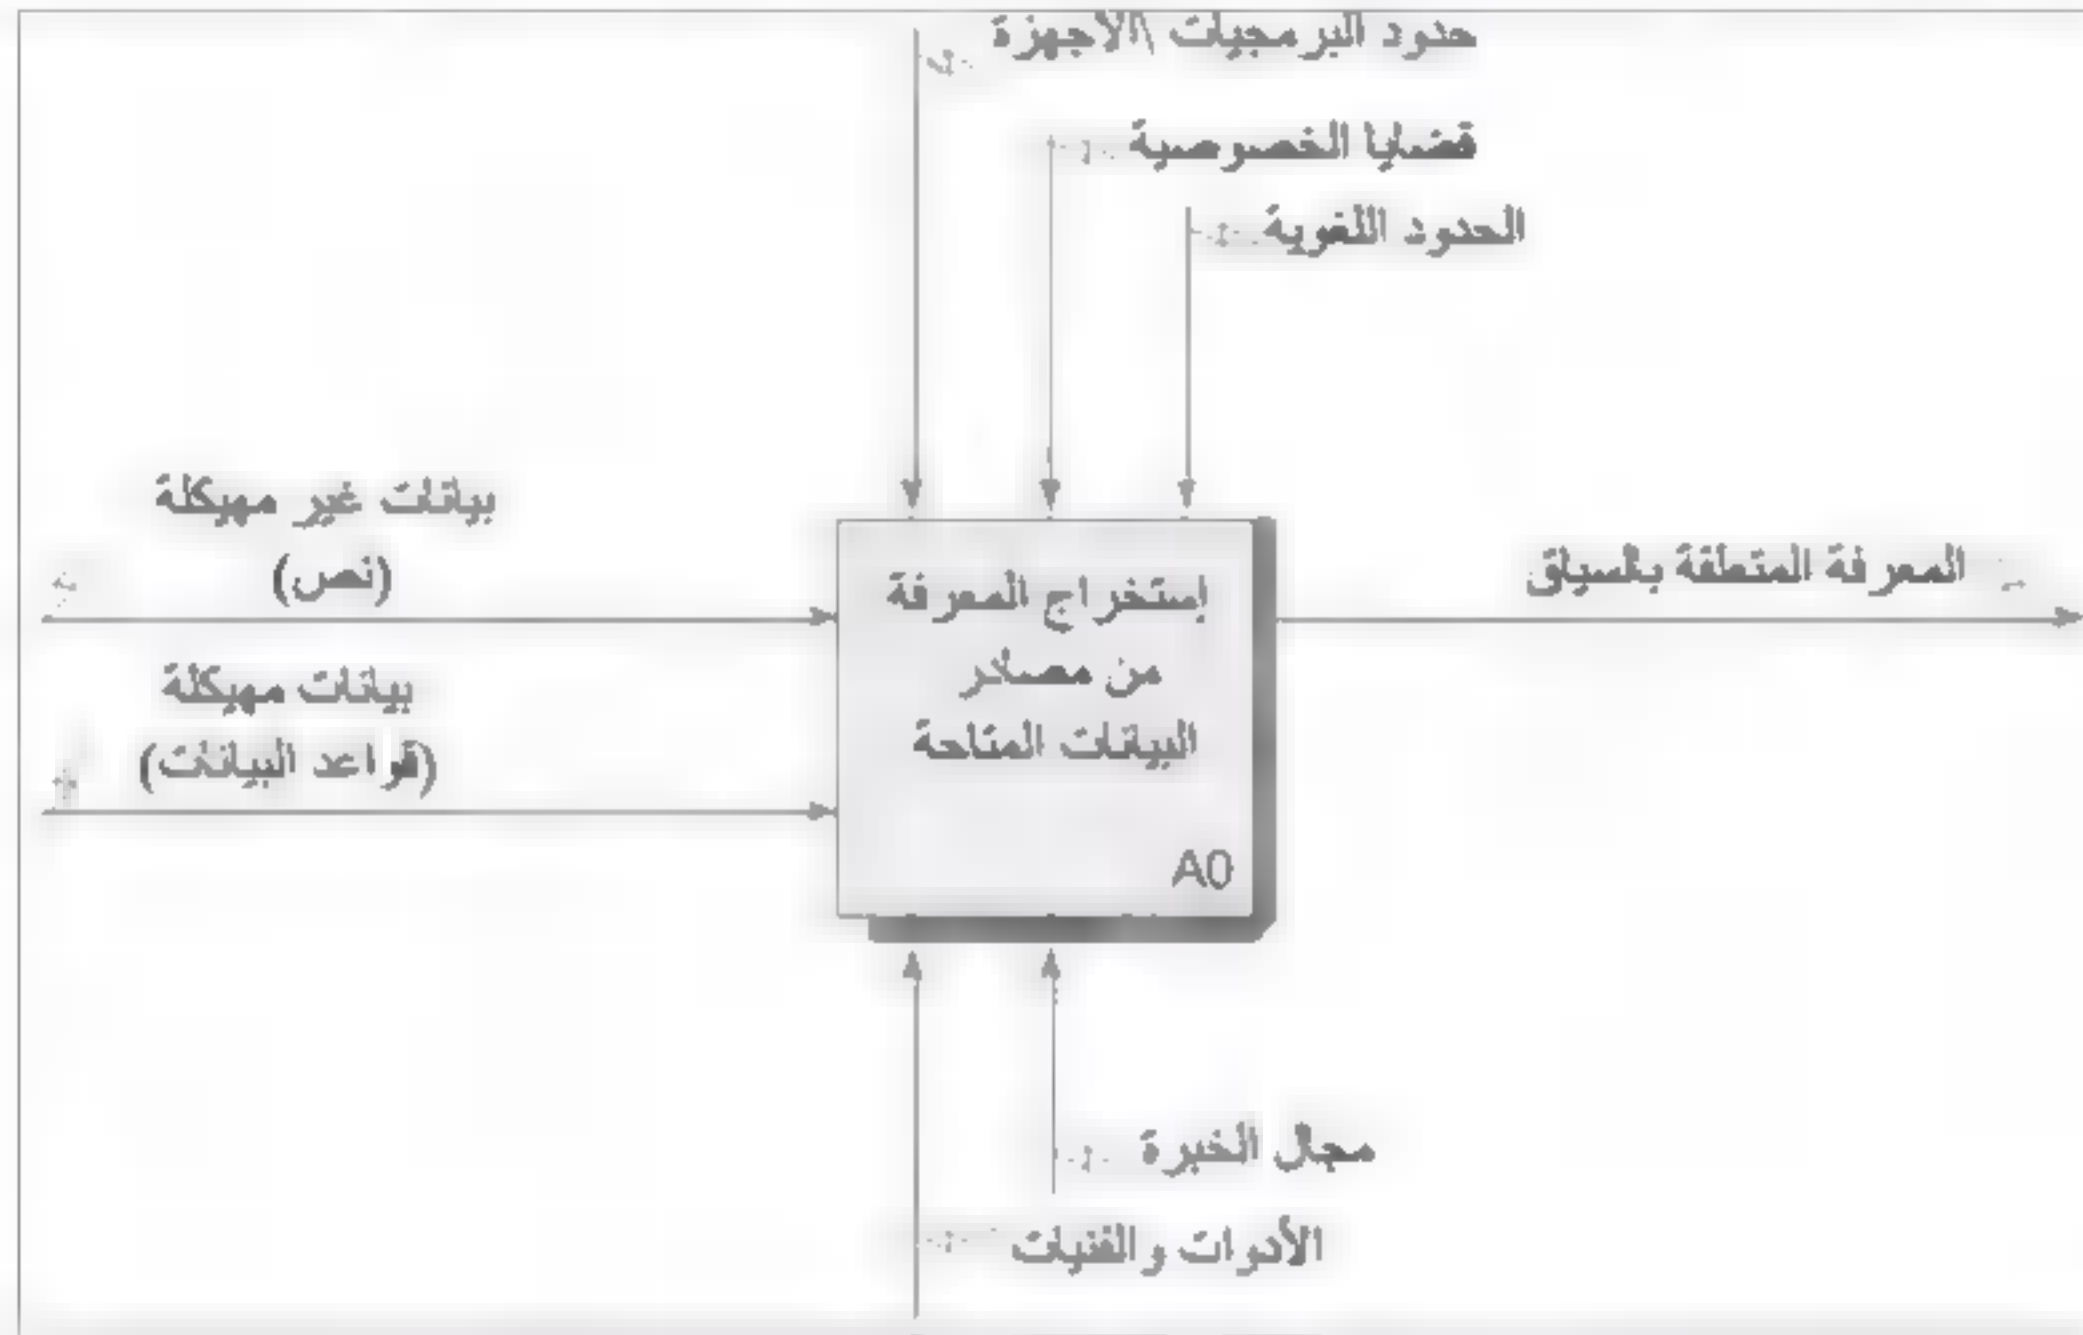 حدود البرمجيات \الأجهزة
قضايا الخصوصية
الحدود اللغوية
بيانات غير مهيكلة
(نص)
بيانات مهيكلة
(قواعد البيانات)
إستخراج المعرفة
من مصادر
البيانات المتاحة
A0
المعرفة المتعلقة بالسياق
مجال الخبرة
الأدوات والفنيات